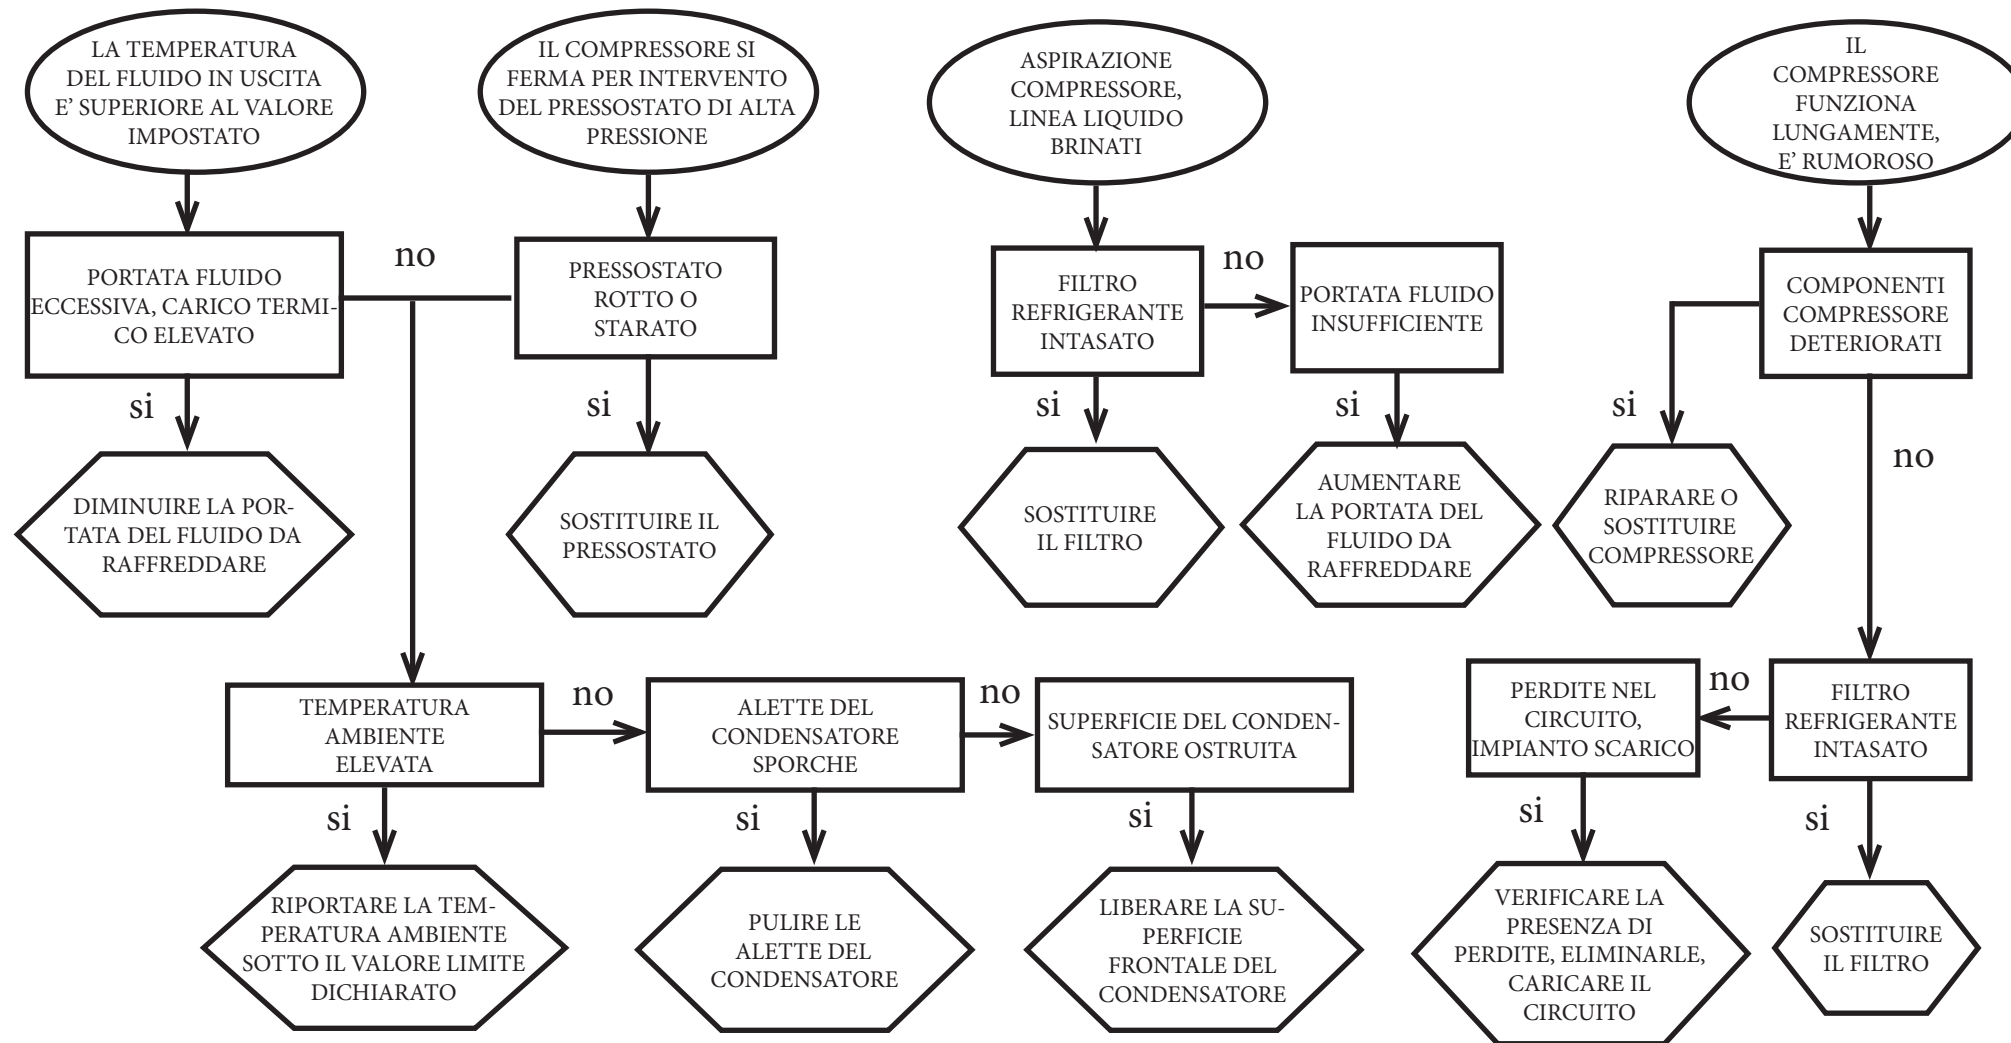 LA TEMPERATURA
DEL FLUIDO IN USCITA
E' SUPERIORE AL VALORE
IMPOSTATO
IL COMPRESSORE SI
FERMA PER INTERVENTO
DEL PRESSOSTATO DI ALTA
PRESSIONE
ASPIRAZIONE
COMPRESSORE,
LINEA LIQUIDO
BRINATI
IL
COMPRESSORE
FUNZIONA
LUNGAMENTE,
E' RUMOROSO
PORTATA FLUIDO
ECCESSIVA, CARICO TERMI-
CO ELEVATO
no
PRESSOSTATO
ROTTO O
STARATO
FILTRO
REFRIGERANTE
INTASATO
no
PORTATA FLUIDO
INSUFFICIENTE
COMPONENTI
COMPRESSORE
DETERIORATI
si
si
si
si
si
no
DIMINUIRE LA POR-
TATA DEL FLUIDO DA
RAFFREDDARE
SOSTITUIRE IL
PRESSOSTATO
SOSTITUIRE
IL FILTRO
AUMENTARE
LA PORTATA DEL
FLUIDO DA
RAFFREDDARE
RIPARARE O
SOSTITUIRE
COMPRESSORE
TEMPERATURA
AMBIENTE
ELEVATA
no
ALETTE DEL
CONDENSATORE
SPORCHE
no
SUPERFICIE DEL CONDEN-
SATORE OSTRUITA
PERDITE NEL
CIRCUITO,
IMPIANTO SCARICO
no
FILTRO
REFRIGERANTE
INTASATO
si
si
si
si
si
RIPORTARE LA TEM-
PERATURA AMBIENTE
SOTTO IL VALORE LIMITE
DICHIARATO
PULIRE LE
ALETTE DEL
CONDENSATORE
LIBERARE LA SU-
PERFICIE
FRONTALE DEL
CONDENSATORE
VERIFICARE LA
PRESENZA DI
PERDITE, ELIMINARLE,
CARICARE IL
CIRCUITO
SOSTITUIRE
IL FILTRO